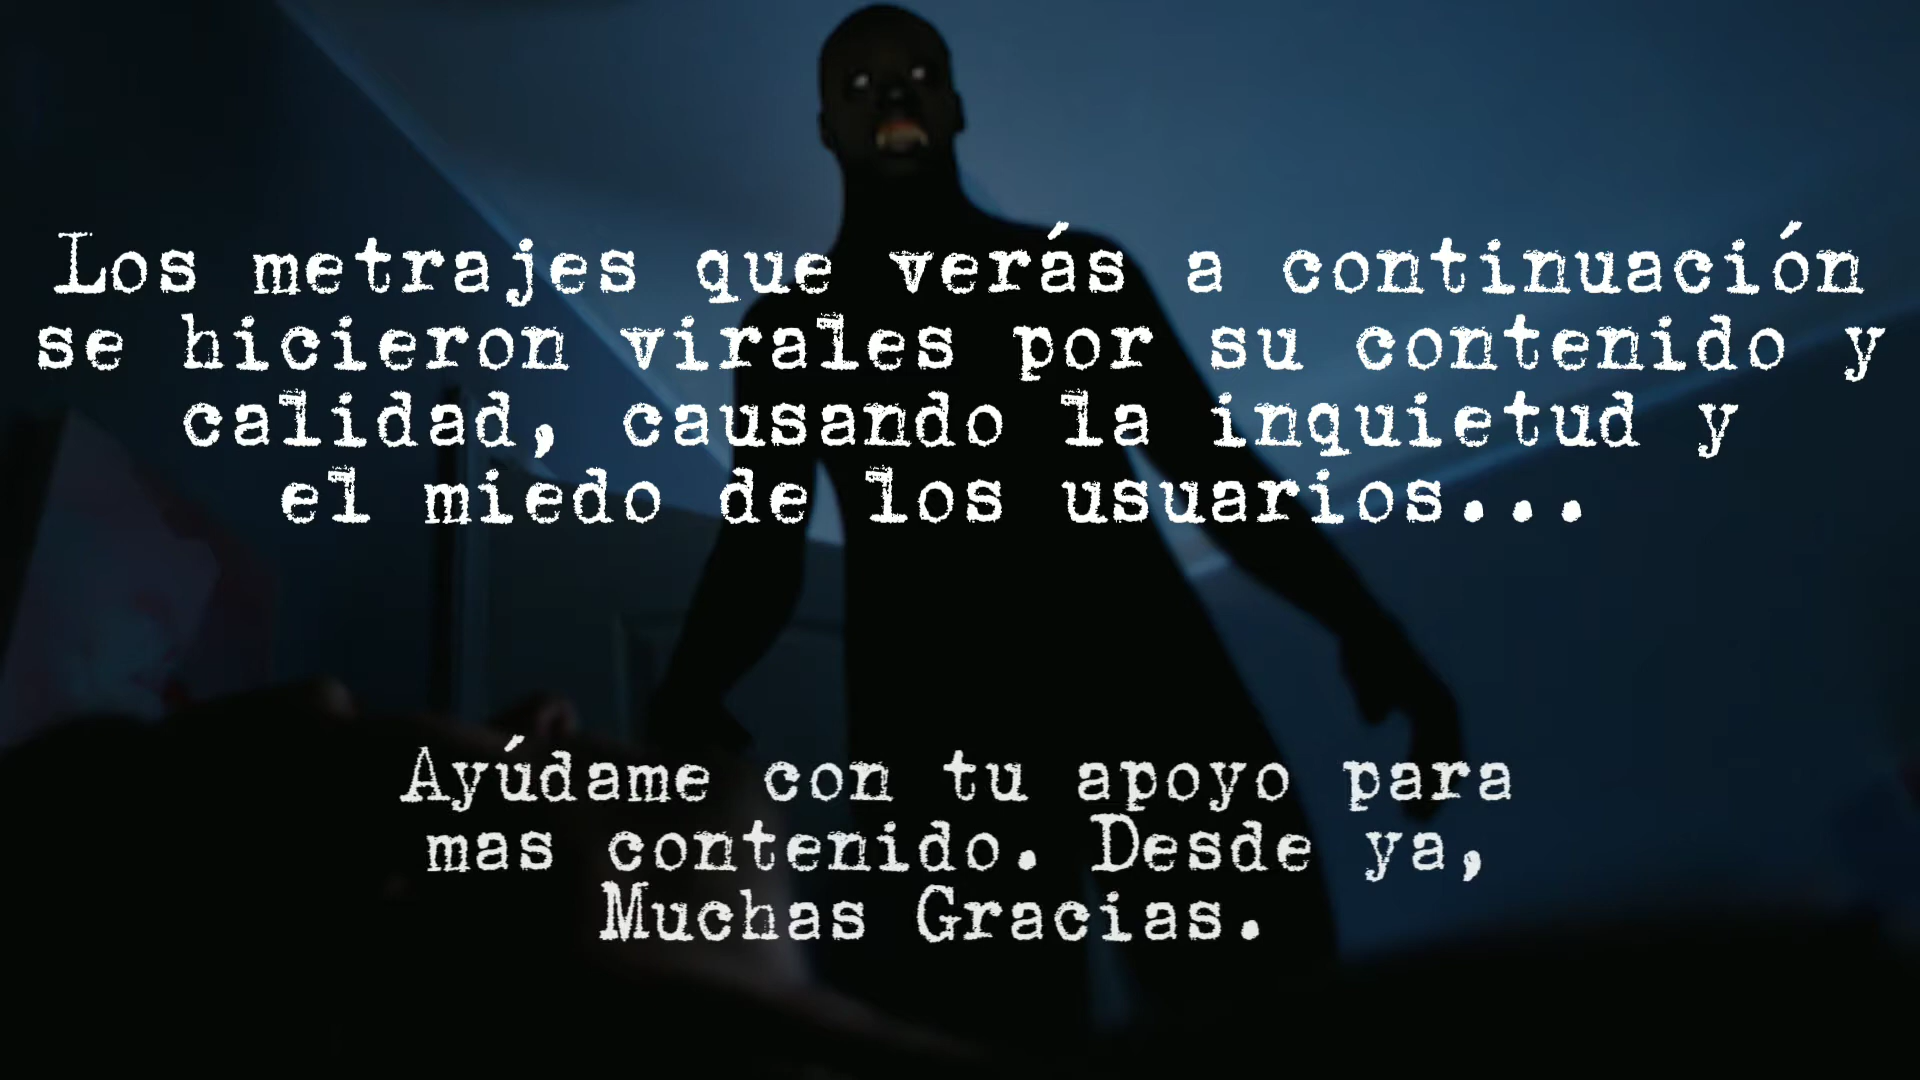 Los metrajes que verás a continuación
se hicieron virales por su contenido y
calidad, causando la inquietud y
el miedo de los usuarios...
Ayúdame con tu apoyo para
mas contenido. Desde ya,
Muchas Gracias.